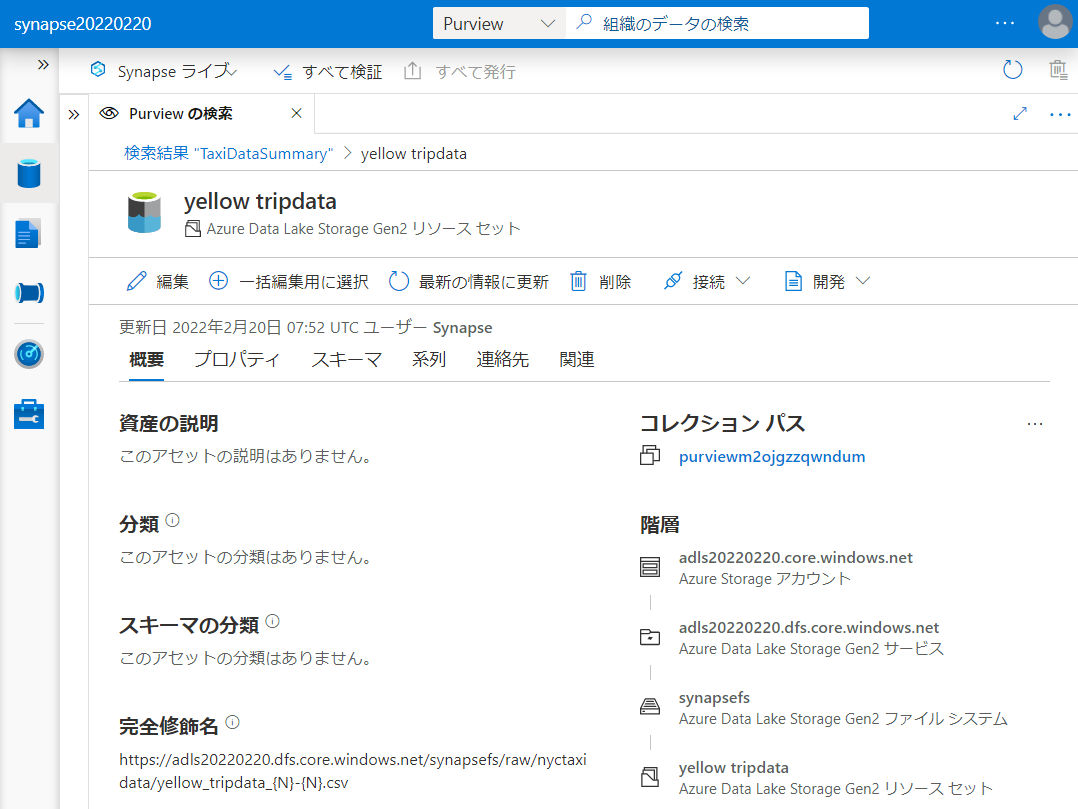 synapse20220220
Purview
組織のデータの検索
Synapse ライブ
すべて検証
すべて発行
Purview の検索
検索結果 "TaxiDataSummary" > yellow tripdata
yellow tripdata
Azure Data Lake Storage Gen2 リソース セット
編集
一括編集用に選択
最新の情報に更新
削除
接続
開発
更新日 2022年2月20日 07:52 UTC ユーザー Synapse
概要
プロパティ
スキーマ
系列
連絡先
関連
資産の説明
このアセットの説明はありません。
分類
このアセットの分類はありません。
スキーマの分類
このアセットの分類はありません。
完全修飾名
https://adls20220220.dfs.core.windows.net/synapsefs/raw/nyctaxi
data/yellow_tripdata_{N}-{N}.csv
コレクション パス
purviewm2ojgzzqwndum
階層
adls20220220.core.windows.net
Azure Storage アカウント
adls20220220.dfs.core.windows.net
Azure Data Lake Storage Gen2 サービス
synapsefs
Azure Data Lake Storage Gen2 ファイル システム
yellow tripdata
Azure Data Lake Storage Gen2 リソース セット